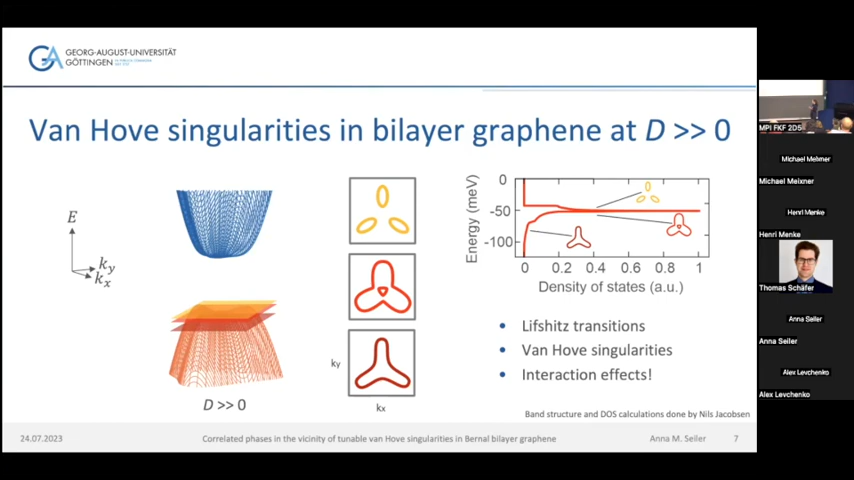 GEORG-AUGUST-UNIVERSITÄT
GÖTTINGEN
Van Hove singularities in bilayer graphene at D >> 0
E
ky
kx
D >> 0
ky
kx
Energy (meV)
0
-50
-100
0 0.2 0.4 0.6 0.8 1
Density of states (a.u.)
• Lifshitz transitions
• Van Hove singularities
• Interaction effects!
Band structure and DOS calculations done by Nils Jacobsen
24.07.2023
Correlated phases in the vicinity of tunable van Hove singularities in Bernal bilayer graphene
Anna M. Seiler
7
MPI FKF 2D5
Michael Meixner
Michael Meixner
Henri Menke
Henri Menke
Thomas Schäfer
Anna Seiler
Anna Seiler
Alex Levchenko
Alex Levchenko